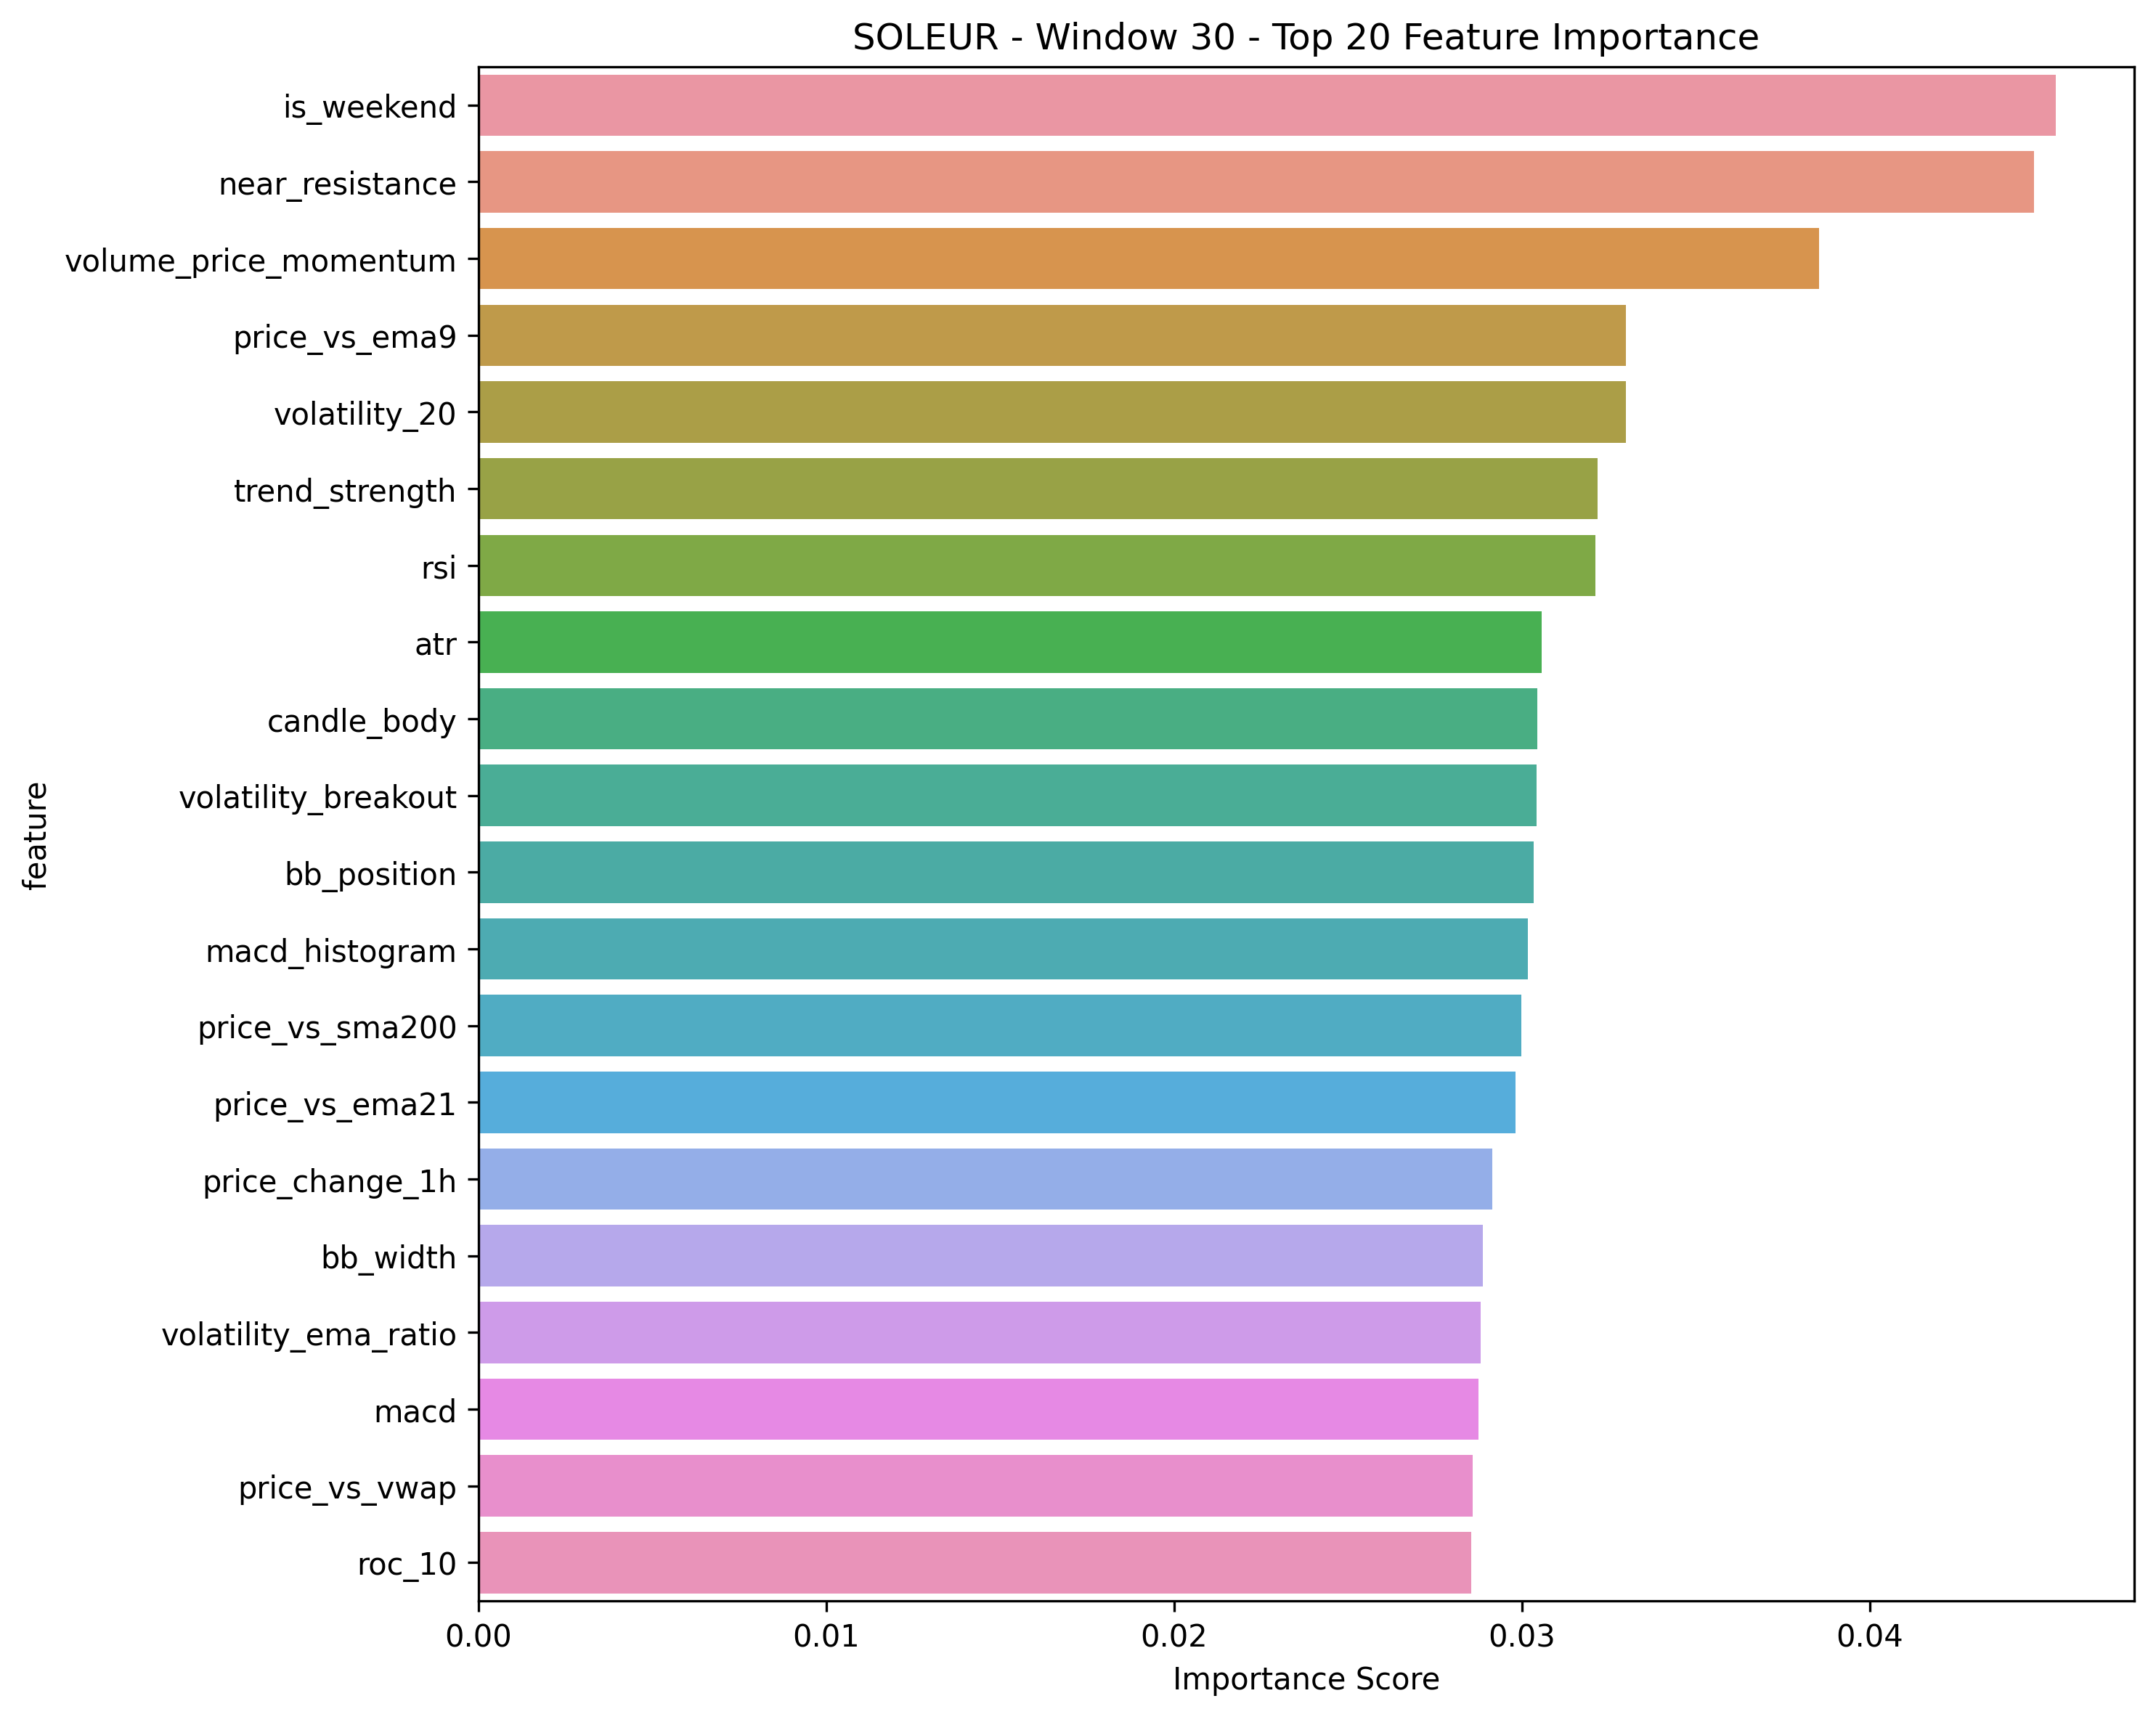 SOLEUR - Window 30 - Top 20 Feature Importance
is_weekend
near_resistance
volume_price_momentum
price_vs_ema9
volatility_20
trend_strength
rsi
atr
candle_body
volatility_breakout
bb_position
macd_histogram
price_vs_sma200
price_vs_ema21
price_change_1h
bb_width
volatility_ema_ratio
macd
price_vs_vwap
roc_10
feature
0.00 0.01 0.02 0.03 0.04
Importance Score